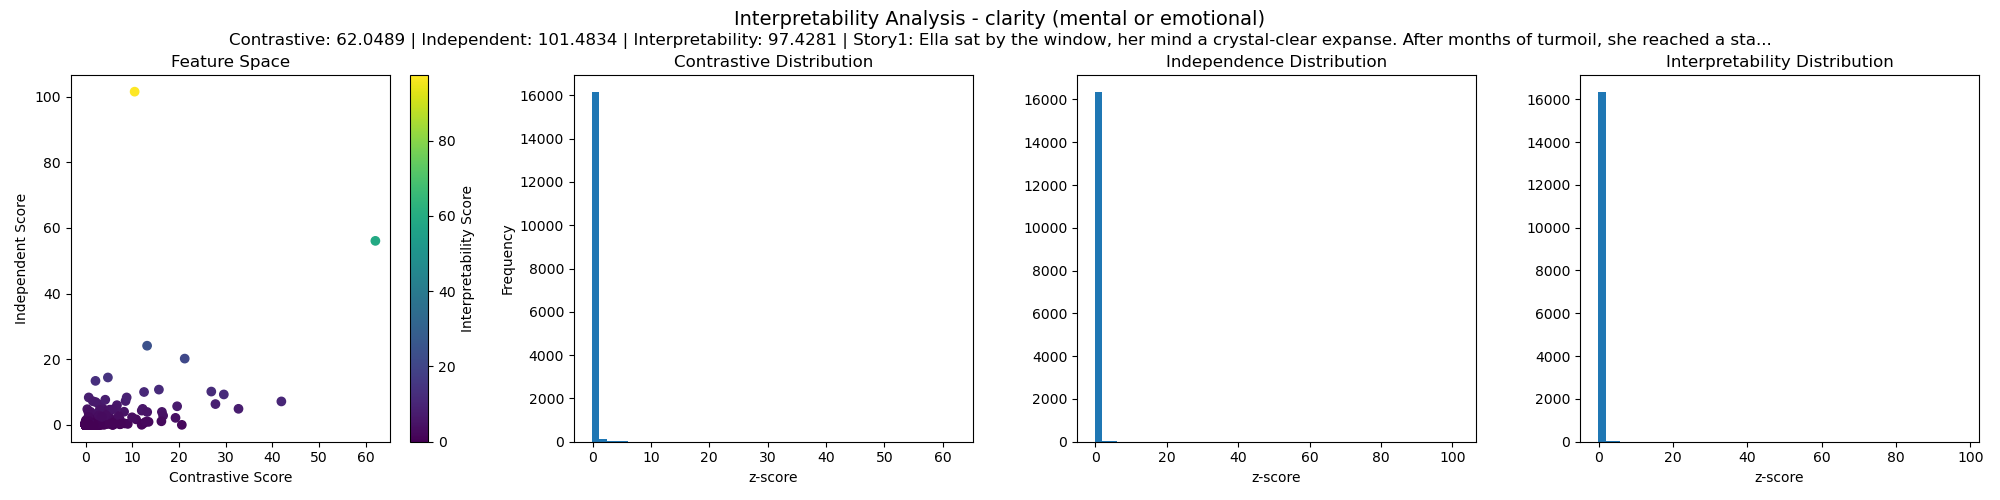 Interpretability Analysis - clarity (mental or emotional)
Contrastive: 62.0489 | Independent: 101.4834 | Interpretability: 97.4281 | Story1: Ella sat by the window, her mind a crystal-clear expanse. After months of turmoil, she reached a sta...
Feature Space
Independent Score
100
80
60
40
20
0
0 10 20 30 40 50 60
Contrastive Score
80
60
40
20
0
Interpretability Score
Contrastive Distribution
Frequency
16000
14000
12000
10000
8000
6000
4000
2000
0
0 10 20 30 40 50 60
z-score
Independence Distribution
16000
14000
12000
10000
8000
6000
4000
2000
0
0 20 40 60 80 100
z-score
Interpretability Distribution
16000
14000
12000
10000
8000
6000
4000
2000
0
0 20 40 60 80 100
z-score